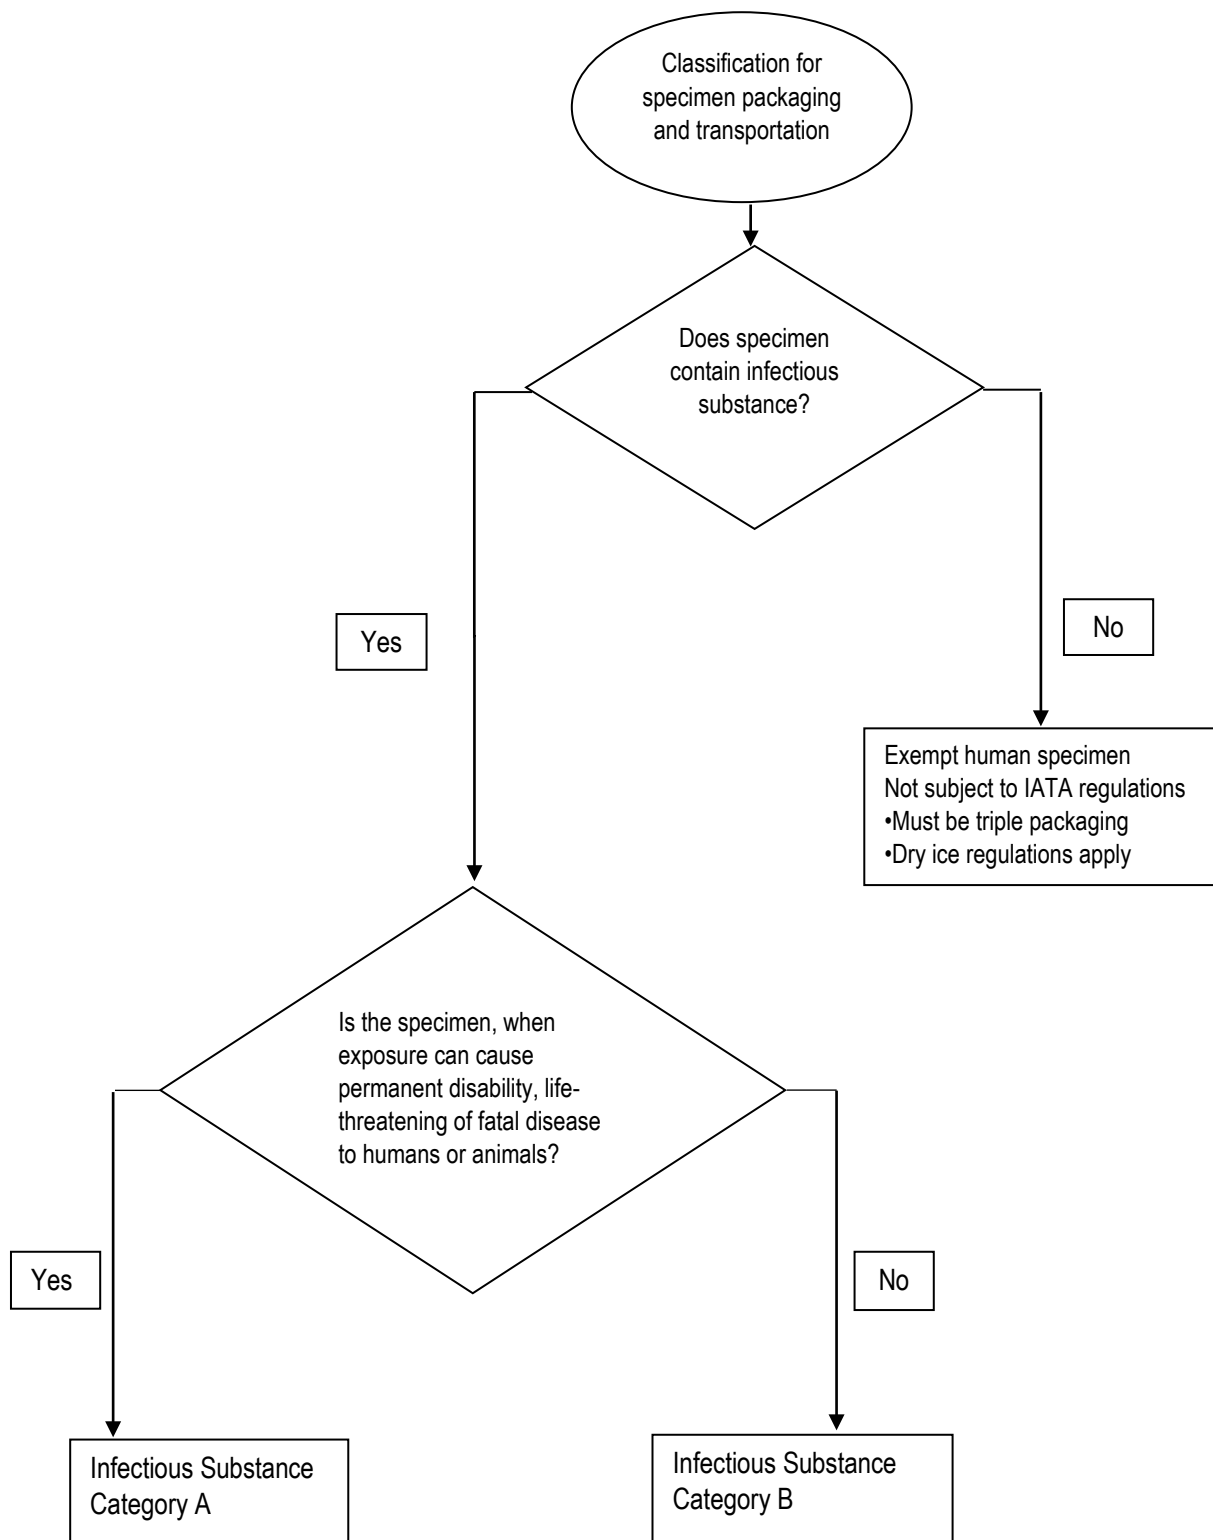 Classification for
specimen packaging
and transportation
Does specimen
contain infectious
substance?
Yes
No
Exempt human specimen
Not subject to IATA regulations
•Must be triple packaging
•Dry ice regulations apply
Is the specimen, when
exposure can cause
permanent disability, life-
threatening of fatal disease
to humans or animals?
Yes
No
Infectious Substance
Category A
Infectious Substance
Category B